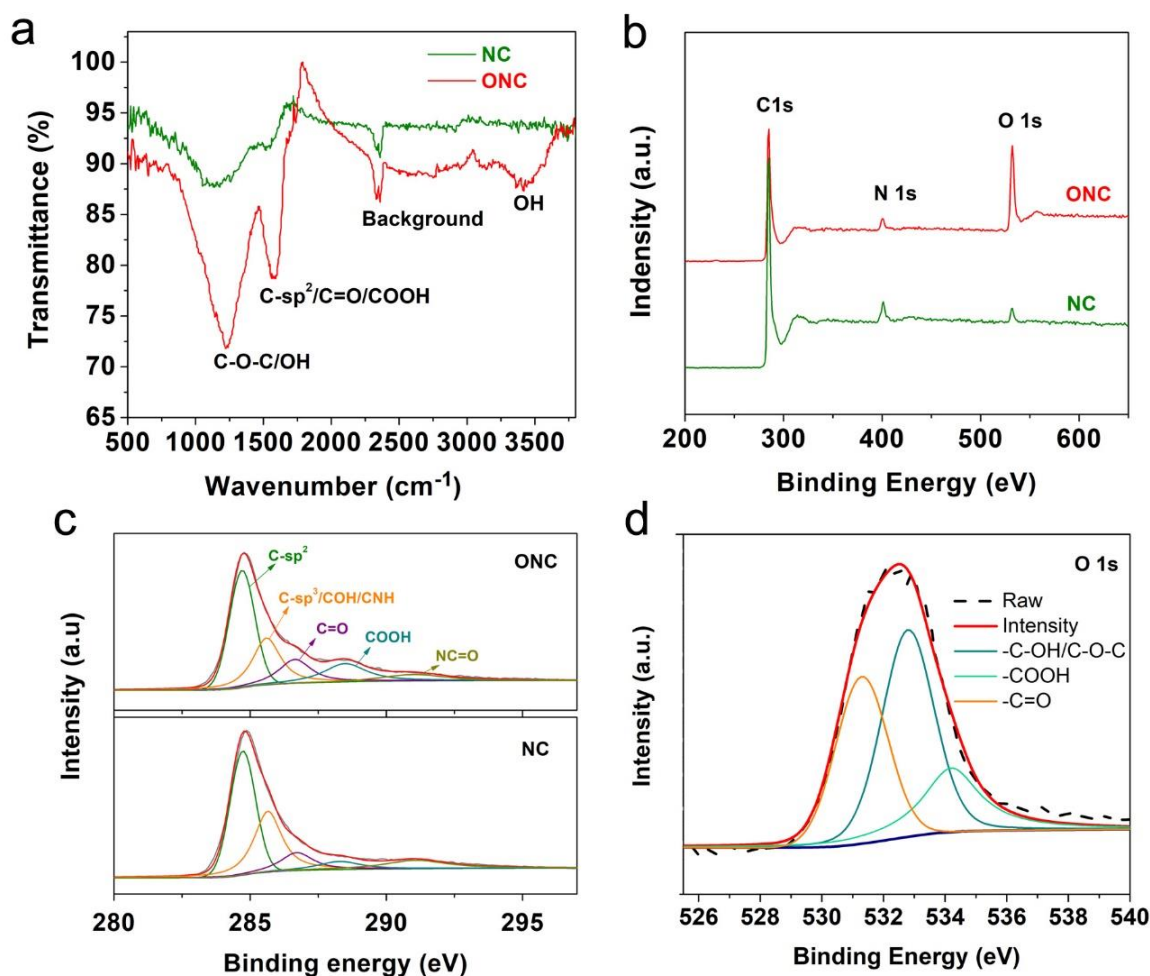 a
NC
ONC
100
95
90
85
80
75
70
65
Transmittance (%)
Background
OH
C-sp²/C=O/COOH
C-O-C/OH
500 1000 1500 2000 2500 3000 3500
Wavenumber (cm⁻¹)
b
C1s
O 1s
N 1s
ONC
NC
Indensity (a.u.)
200 300 400 500 600
Binding Energy (eV)
c
ONC
C-sp²
C-sp³/COH/CNH
C=O
COOH
NC=O
NC
Intensity (a.u)
280 285 290 295
Binding energy (eV)
d
O 1s
Raw
Intensity
-C-OH/C-O-C
-COOH
-C=O
Intensity (a.u.)
526 528 530 532 534 536 538 540
Binding Energy (eV)